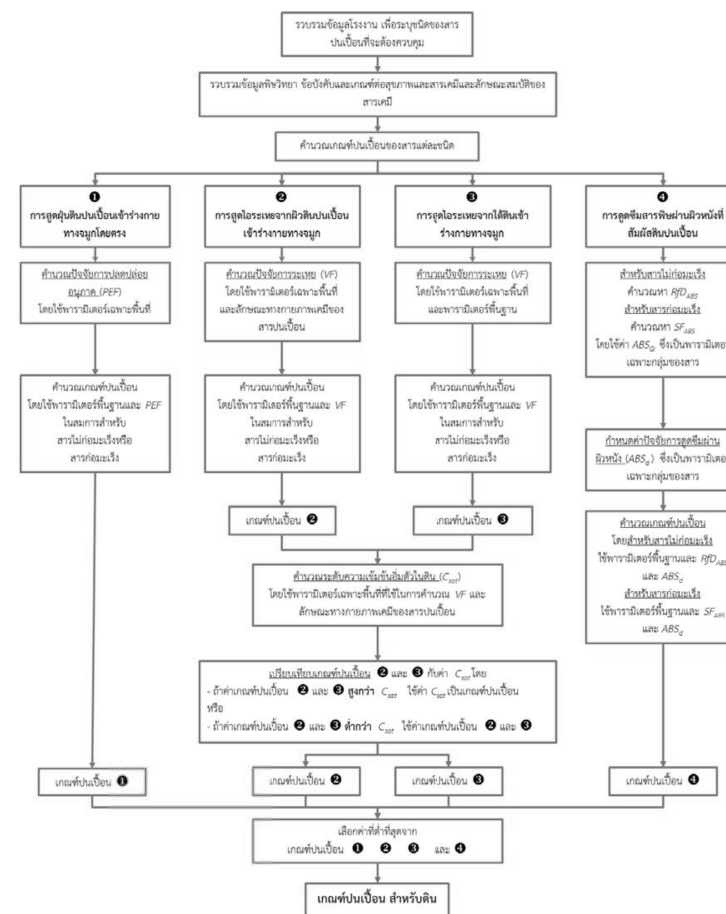 รวบรวมข้อมูลโรงงาน เพื่อระบุชนิดของสาร
ปนเปื้อนที่จะต้องควบคุม
รวบรวมข้อมูลพิษวิทยา ข้อบังคับและเกณฑ์ต่อสุขภาพและสารเคมีและลักษณะสมบัติของ
สารเคมี
คำนวณเกณฑ์ปนเปื้อนของสารแต่ละชนิด
❶
การสูดฝุ่นดินปนเปื้อนเข้าร่างกาย
ทางจมูกโดยตรง
คำนวณปัจจัยการปลดปล่อย
อนุภาค (PEF)
โดยใช้พารามิเตอร์เฉพาะพื้นที่
คำนวณเกณฑ์ปนเปื้อน
โดยใช้พารามิเตอร์พื้นฐานและ PEF
ในสมการสำหรับ
สารไม่ก่อมะเร็งหรือ
สารก่อมะเร็ง
❷
การสูดไอระเหยจากผิวดินปนเปื้อน
เข้าร่างกายทางจมูก
คำนวณปัจจัยการระเหย (VF)
โดยใช้พารามิเตอร์เฉพาะพื้นที่
และลักษณะทางกายภาพเคมีของ
สารปนเปื้อน
คำนวณเกณฑ์ปนเปื้อน
โดยใช้พารามิเตอร์พื้นฐานและ VF
ในสมการสำหรับ
สารไม่ก่อมะเร็งหรือ
สารก่อมะเร็ง
เกณฑ์ปนเปื้อน ❷
❸
การสูดไอระเหยจากใต้ดินเข้า
ร่างกายทางจมูก
คำนวณปัจจัยการระเหย (VF)
โดยใช้พารามิเตอร์เฉพาะพื้นที่
และพารามิเตอร์พื้นฐาน
คำนวณเกณฑ์ปนเปื้อน
โดยใช้พารามิเตอร์พื้นฐานและ VF
ในสมการสำหรับ
สารไม่ก่อมะเร็งหรือ
สารก่อมะเร็ง
เกณฑ์ปนเปื้อน ❸
❹
การดูดซึมสารพิษผ่านผิวหนังที่
สัมผัสดินปนเปื้อน
สำหรับสารไม่ก่อมะเร็ง
คำนวณหา RfD_ABS
สำหรับสารก่อมะเร็ง
คำนวณหา SF_ABS
โดยใช้ค่า ABS_GI ซึ่งเป็นพารามิเตอร์
เฉพาะกลุ่มของสาร
กำหนดค่าปัจจัยการดูดซึมผ่าน
ผิวหนัง (ABS_d) ซึ่งเป็นพารามิเตอร์
เฉพาะกลุ่มของสาร
คำนวณเกณฑ์ปนเปื้อน
โดยสำหรับสารไม่ก่อมะเร็ง
ใช้พารามิเตอร์พื้นฐานและ RfD_ABS
และ ABS_d
สำหรับสารก่อมะเร็ง
ใช้พารามิเตอร์พื้นฐานและ SF_ABS
และ ABS_d
คำนวณระดับความเข้มข้นอิ่มตัวในดิน (C_sat)
โดยใช้พารามิเตอร์เฉพาะพื้นที่ที่ใช้ในการคำนวณ VF และ
ลักษณะทางกายภาพเคมีของสารปนเปื้อน
เปรียบเทียบเกณฑ์ปนเปื้อน ❷ และ ❸ กับค่า C_sat โดย
- ถ้าค่าเกณฑ์ปนเปื้อน ❷ และ ❸ สูงกว่า C_sat ใช้ค่า C_sat เป็นเกณฑ์ปนเปื้อน
หรือ
- ถ้าค่าเกณฑ์ปนเปื้อน ❷ และ ❸ ต่ำกว่า C_sat ใช้ค่าเกณฑ์ปนเปื้อน ❷ และ ❸
เกณฑ์ปนเปื้อน ❶
เกณฑ์ปนเปื้อน ❷
เกณฑ์ปนเปื้อน ❸
เกณฑ์ปนเปื้อน ❹
เลือกค่าที่ต่ำที่สุดจาก
เกณฑ์ปนเปื้อน ❶ ❷ ❸ และ ❹
เกณฑ์ปนเปื้อน สำหรับดิน